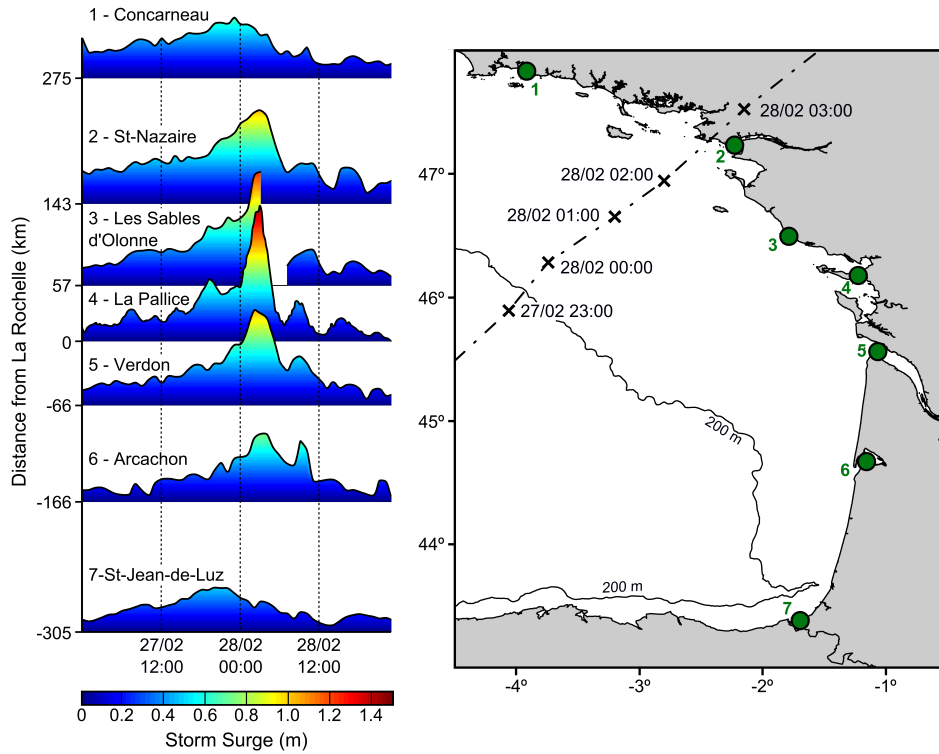 1 - Concarneau
275
2 - St-Nazaire
143
3 - Les Sables
d'Olonne
57
4 - La Pallice
0
5 - Verdon
-66
6 - Arcachon
-166
7-St-Jean-de-Luz
-305
Distance from La Rochelle (km)
27/02
12:00
28/02
00:00
28/02
12:00
0 0.2 0.4 0.6 0.8 1.0 1.2 1.4
Storm Surge (m)
1
28/02 03:00
2
47º
28/02 02:00
28/02 01:00
3
28/02 00:00
4
46º
27/02 23:00
5
45º
200 m
6
44º
200 m
7
-4º -3º -2º -1º